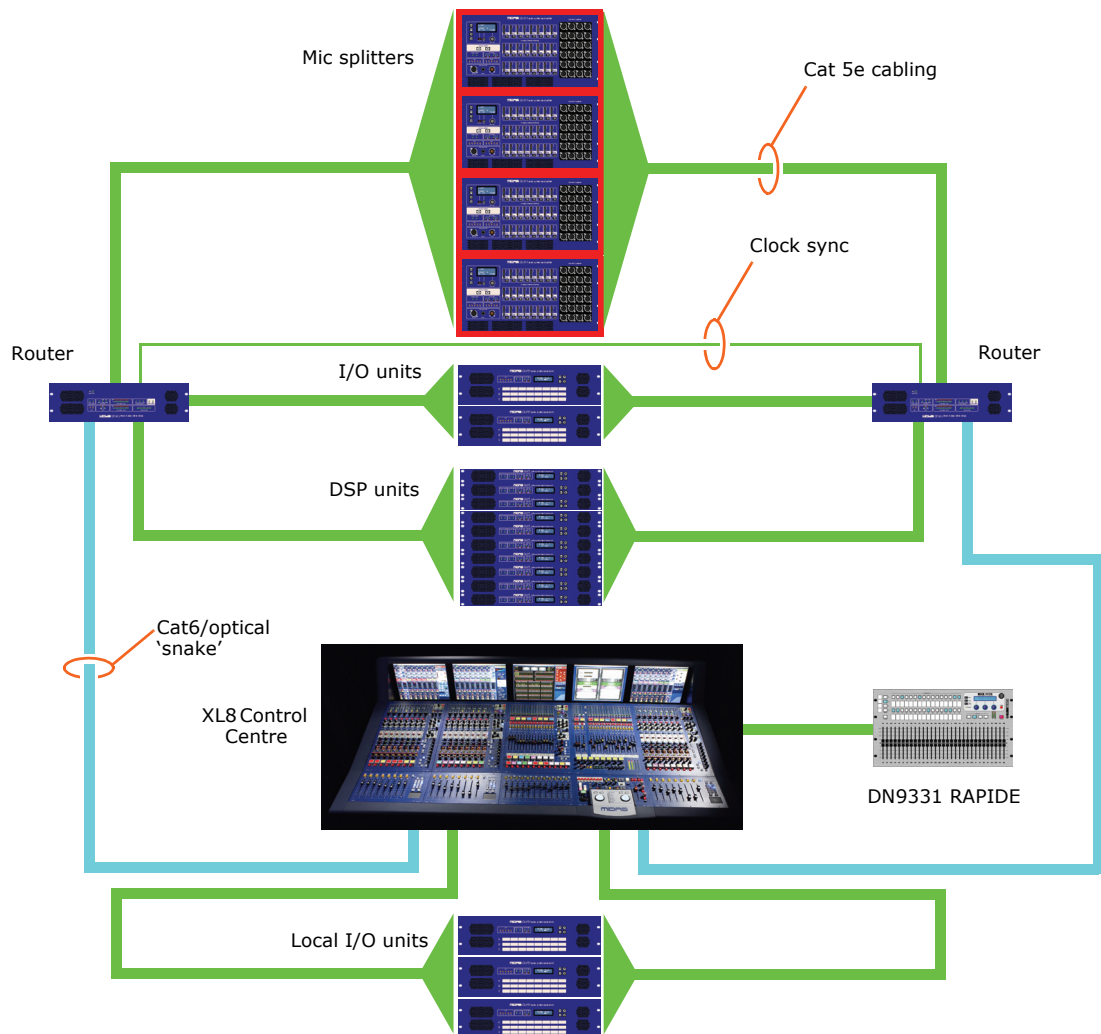 Mic splitters
Cat 5e cabling
Clock sync
Router
Router
I/O units
DSP units
Cat6/optical
‘snake’
XL8 Control
Centre
DN9331 RAPIDE
Local I/O units
MIDAS